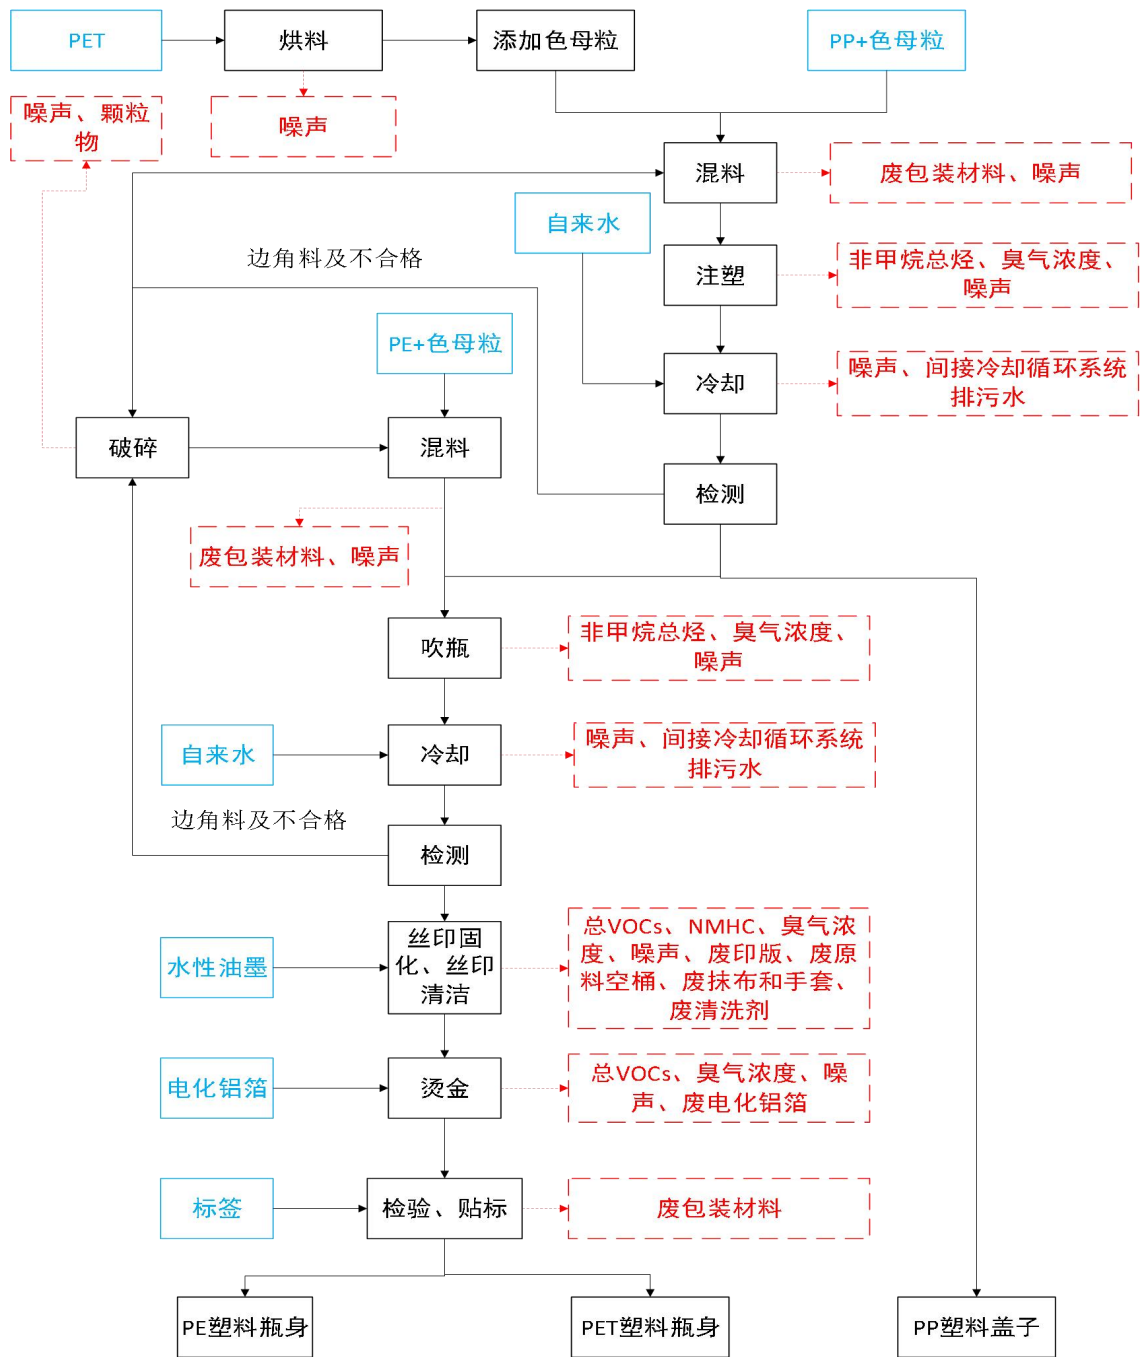 PET
烘料
添加色母粒
PP+色母粒
噪声、颗粒
物
噪声
混料
废包装材料、噪声
自来水
边角料及不合格
注塑
非甲烷总烃、臭气浓度、
噪声
PE+色母粒
冷却
噪声、间接冷却循环系统
排污水
破碎
混料
检测
废包装材料、噪声
吹瓶
非甲烷总烃、臭气浓度、
噪声
自来水
冷却
噪声、间接冷却循环系统
排污水
边角料及不合格
检测
水性油墨
丝印固
化、丝印
清洁
总VOCs、NMHC、臭气浓
度、噪声、废印版、废原
料空桶、废抹布和手套、
废清洗剂
电化铝箔
烫金
总VOCs、臭气浓度、噪
声、废电化铝箔
标签
检验、贴标
废包装材料
PE塑料瓶身
PET塑料瓶身
PP塑料盖子